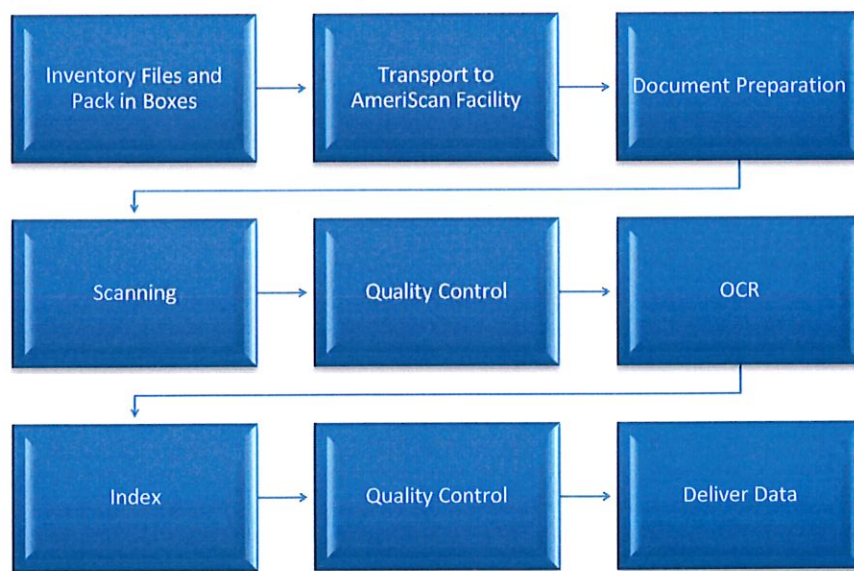 Inventory Files and
Pack in Boxes
Transport to
AmeriScan Facility
Document Preparation
Scanning
Quality Control
OCR
Index
Quality Control
Deliver Data